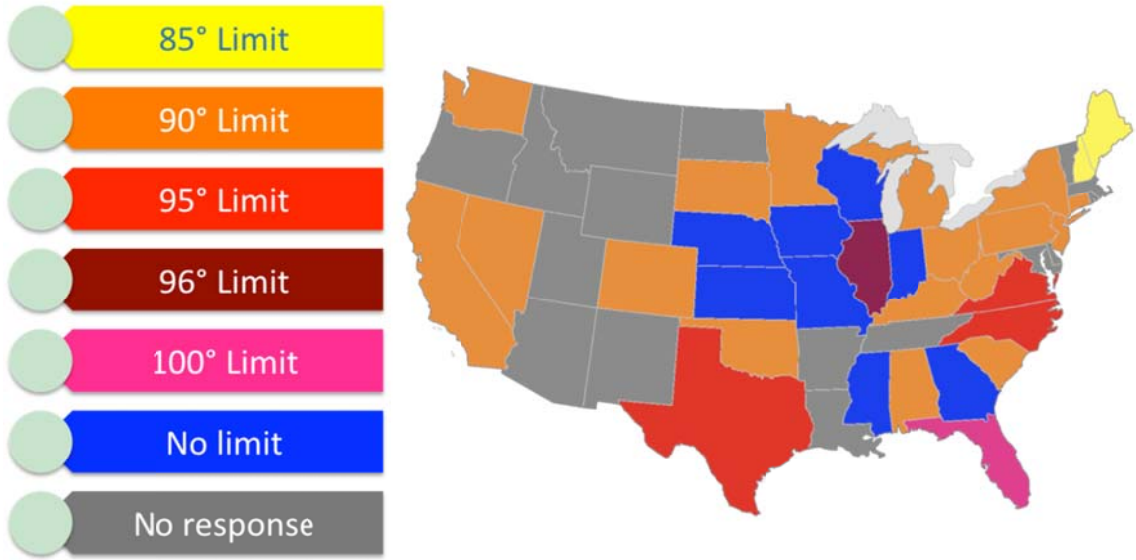 85° Limit
90° Limit
95° Limit
96° Limit
100° Limit
No limit
No response